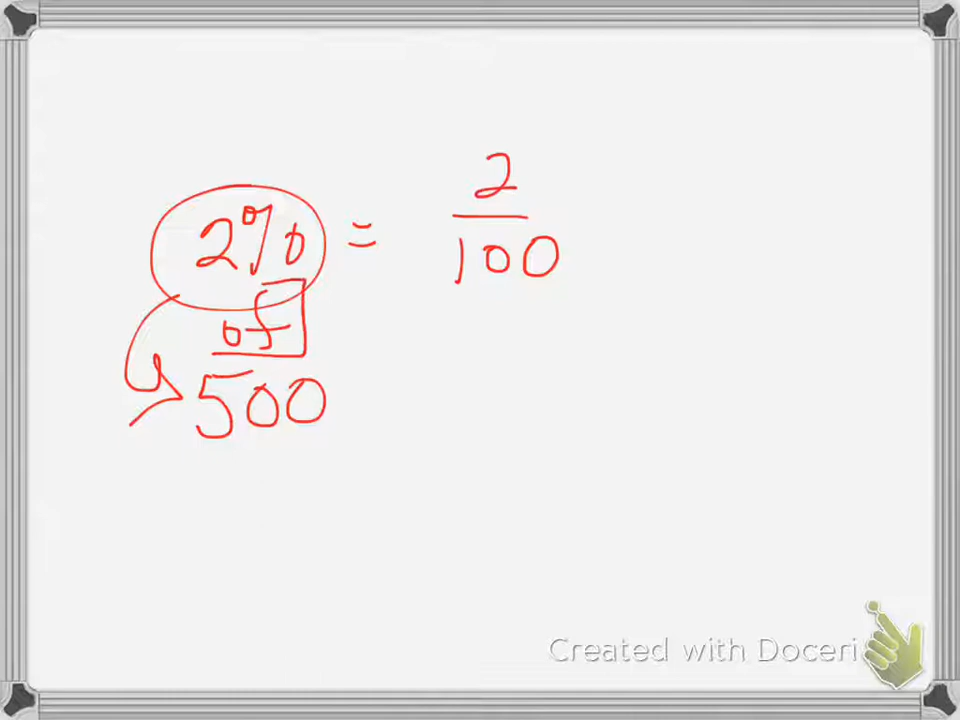 2% = 2/100
of
500
Created with Doceri